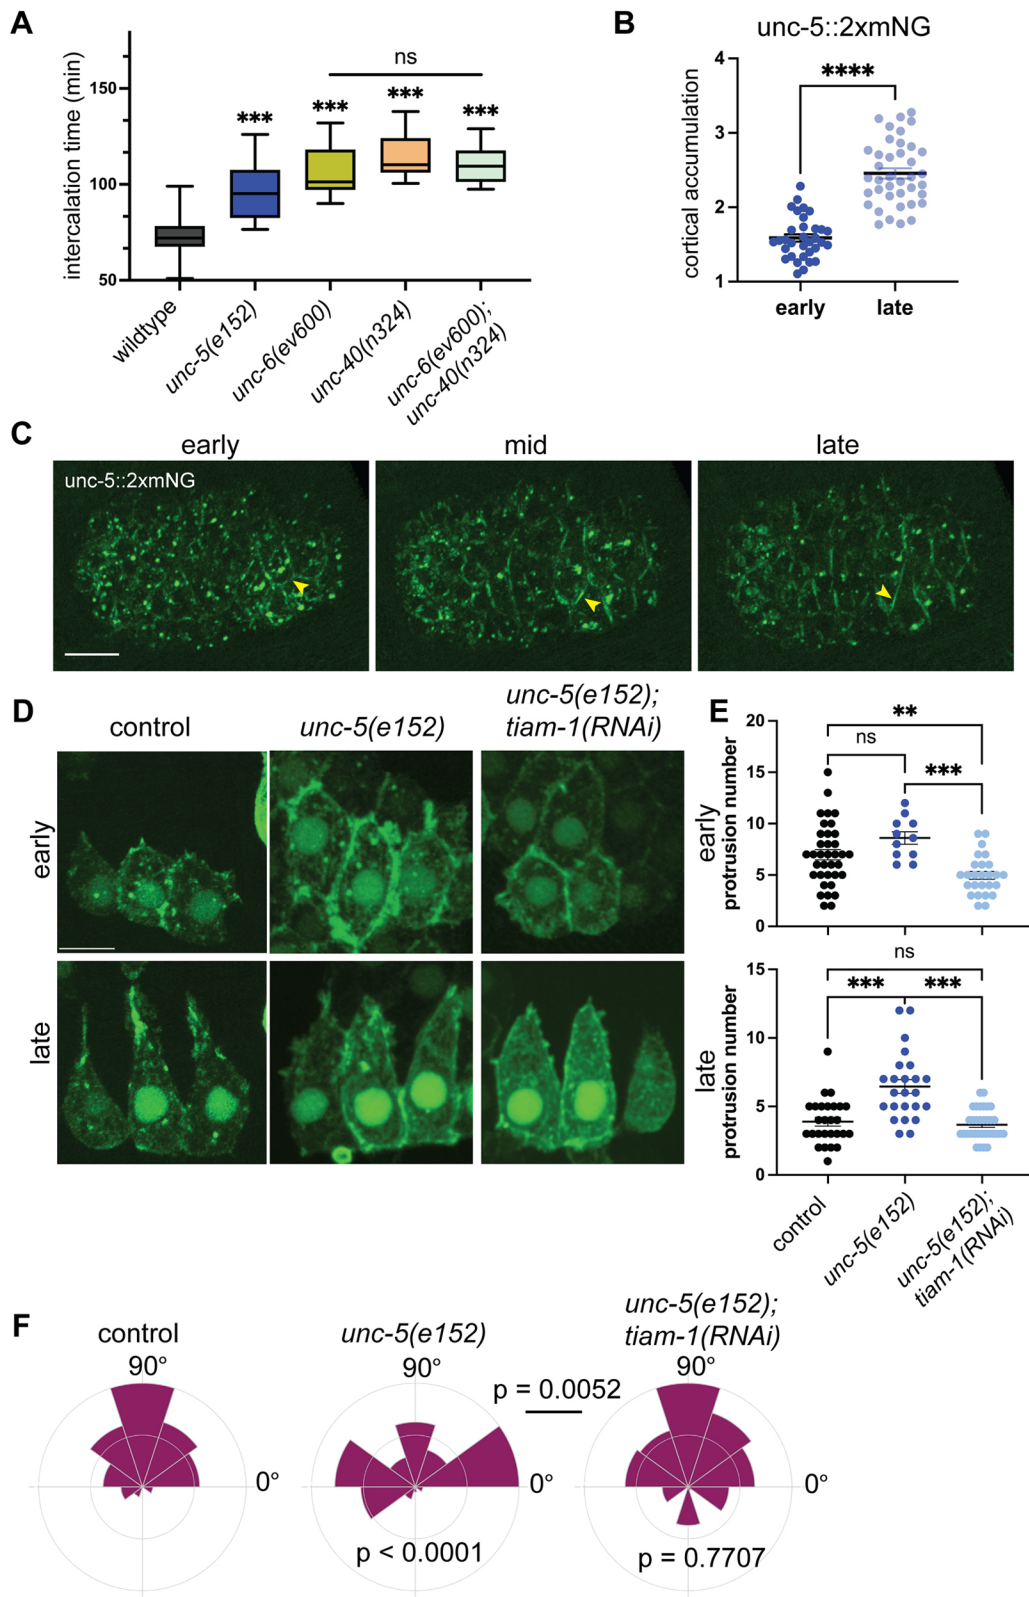 A
intercalation time (min)
150
100
50
ns
***
***
***
***
wildtype
unc-5(e152)
unc-6(ev600)
unc-40(n324)
unc-6(ev600);
unc-40(n324)
B
unc-5::2xmNG
cortical accumulation
4
3
2
1
****
early
late
C
early
mid
late
unc-5::2xmNG
D
control
unc-5(e152)
unc-5(e152);
tiam-1(RNAi)
early
late
E
early
protrusion number
20
15
10
5
0
**
ns
***
late
protrusion number
15
10
5
0
ns
***
***
control
unc-5(e152)
unc-5(e152);
tiam-1(RNAi)
F
control
90°
0°
unc-5(e152)
90°
0°
p < 0.0001
p = 0.0052
unc-5(e152);
tiam-1(RNAi)
90°
0°
p = 0.7707